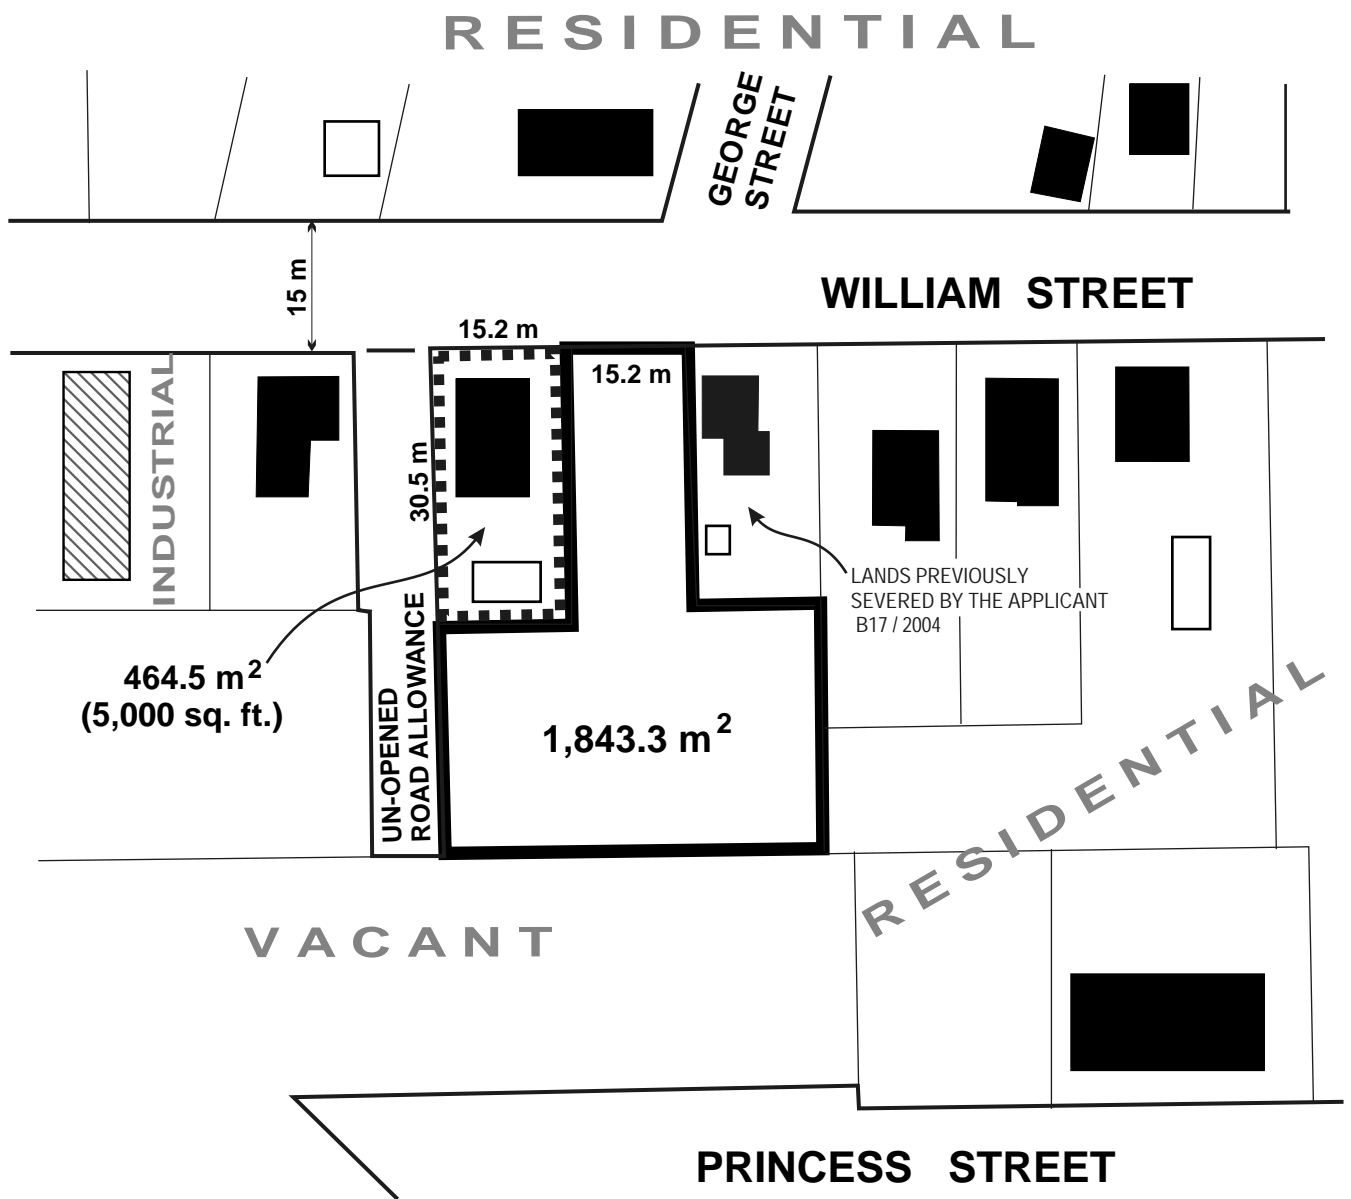 RESIDENTIAL
GEORGE
STREET
15 m
WILLIAM STREET
15.2 m
15.2 m
INDUSTRIAL
30.5 m
LANDS PREVIOUSLY
SEVERED BY THE APPLICANT
B17 / 2004
464.5 m²
(5,000 sq. ft.)
UN-OPENED
ROAD ALLOWANCE
1,843.3 m²
RESIDENTIAL
VACANT
PRINCESS STREET